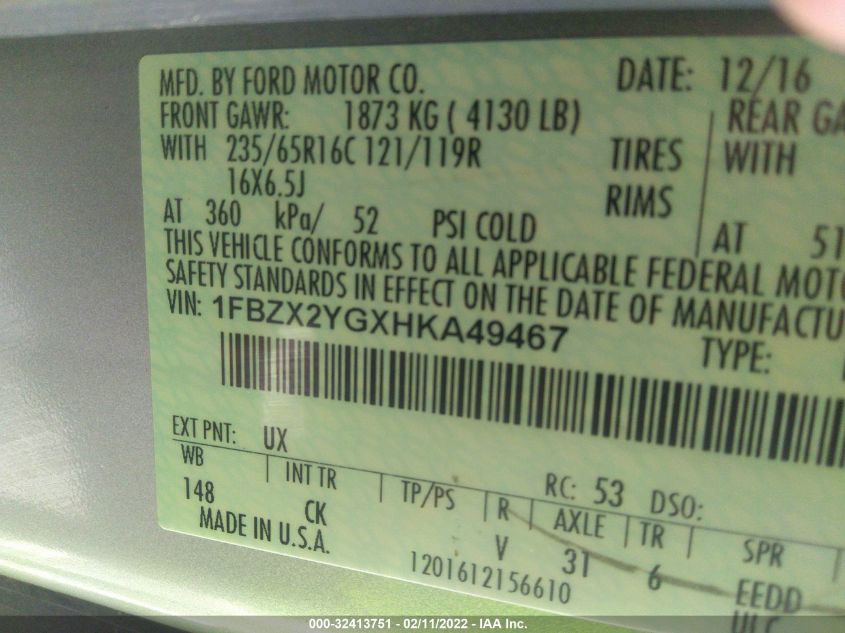 MFD. BY FORD MOTOR CO. DATE: 12/16
FRONT GAWR: 1873 KG ( 4130 LB) REAR GA
WITH 235/65R16C 121/119R TIRES WITH
16X6.5J RIMS
AT 360 kPa/ 52 PSI COLD AT 51
THIS VEHICLE CONFORMS TO ALL APPLICABLE FEDERAL MOTO
SAFETY STANDARDS IN EFFECT ON THE DATE OF MANUFACTU
VIN: 1FBZX2YGXHKA49467
TYPE:
EXT PNT: UX RC: 53 DSO:
WB INT TR TP/PS R AXLE TR SPR
148 CK V 31 6 EEDD
MADE IN U.S.A. 1201612156610
000-32413751 - 02/11/2022 - IAA Inc.